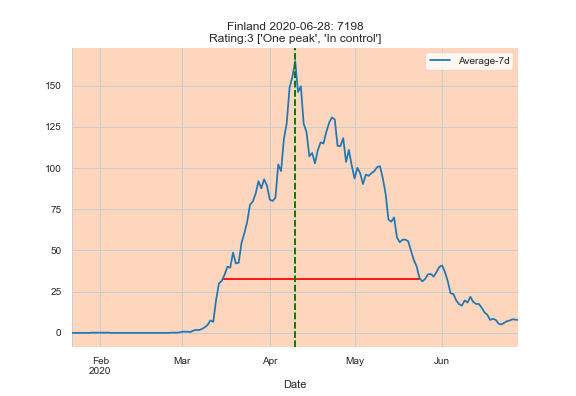 Finland 2020-06-28: 7198
Rating:3 ['One peak', 'In control']
Average-7d
150
125
100
75
50
25
0
Feb
2020
Mar
Apr
May
Jun
Date